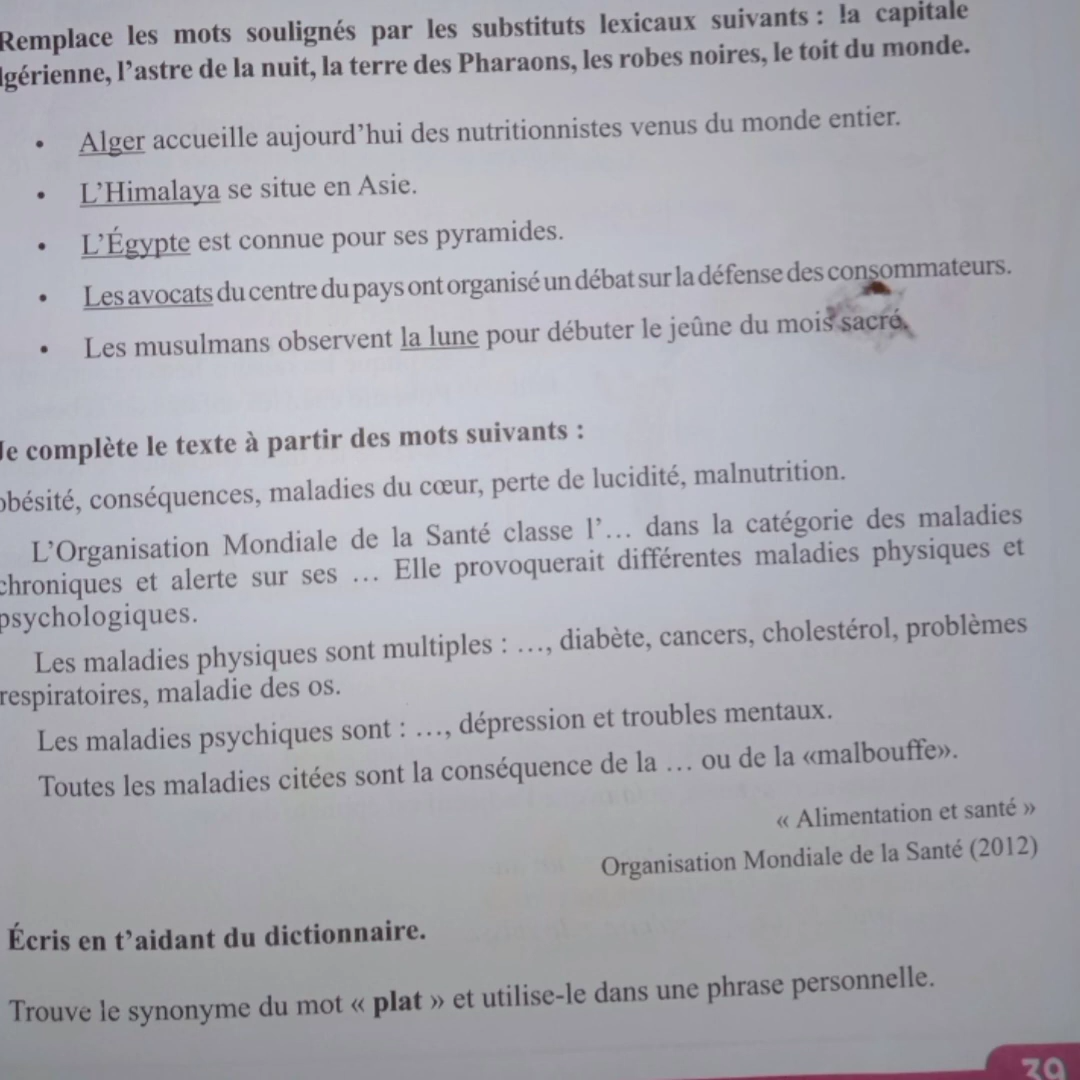 Remplace les mots soulignés par les substituts lexicaux suivants : la capitale
lgérienne, l'astre de la nuit, la terre des Pharaons, les robes noires, le toit du monde.
• Alger accueille aujourd'hui des nutritionnistes venus du monde entier.
• L'Himalaya se situe en Asie.
• L'Égypte est connue pour ses pyramides.
• Les avocats du centre du pays ont organisé un débat sur la défense des consommateurs.
• Les musulmans observent la lune pour débuter le jeûne du mois sacré.
Je complète le texte à partir des mots suivants :
obésité, conséquences, maladies du cœur, perte de lucidité, malnutrition.
L'Organisation Mondiale de la Santé classe l'... dans la catégorie des maladies
chroniques et alerte sur ses ... Elle provoquerait différentes maladies physiques et
psychologiques.
Les maladies physiques sont multiples : ..., diabète, cancers, cholestérol, problèmes
respiratoires, maladie des os.
Les maladies psychiques sont : ..., dépression et troubles mentaux.
Toutes les maladies citées sont la conséquence de la ... ou de la «malbouffe».
« Alimentation et santé »
Organisation Mondiale de la Santé (2012)
Écris en t'aidant du dictionnaire.
Trouve le synonyme du mot « plat » et utilise-le dans une phrase personnelle.
39